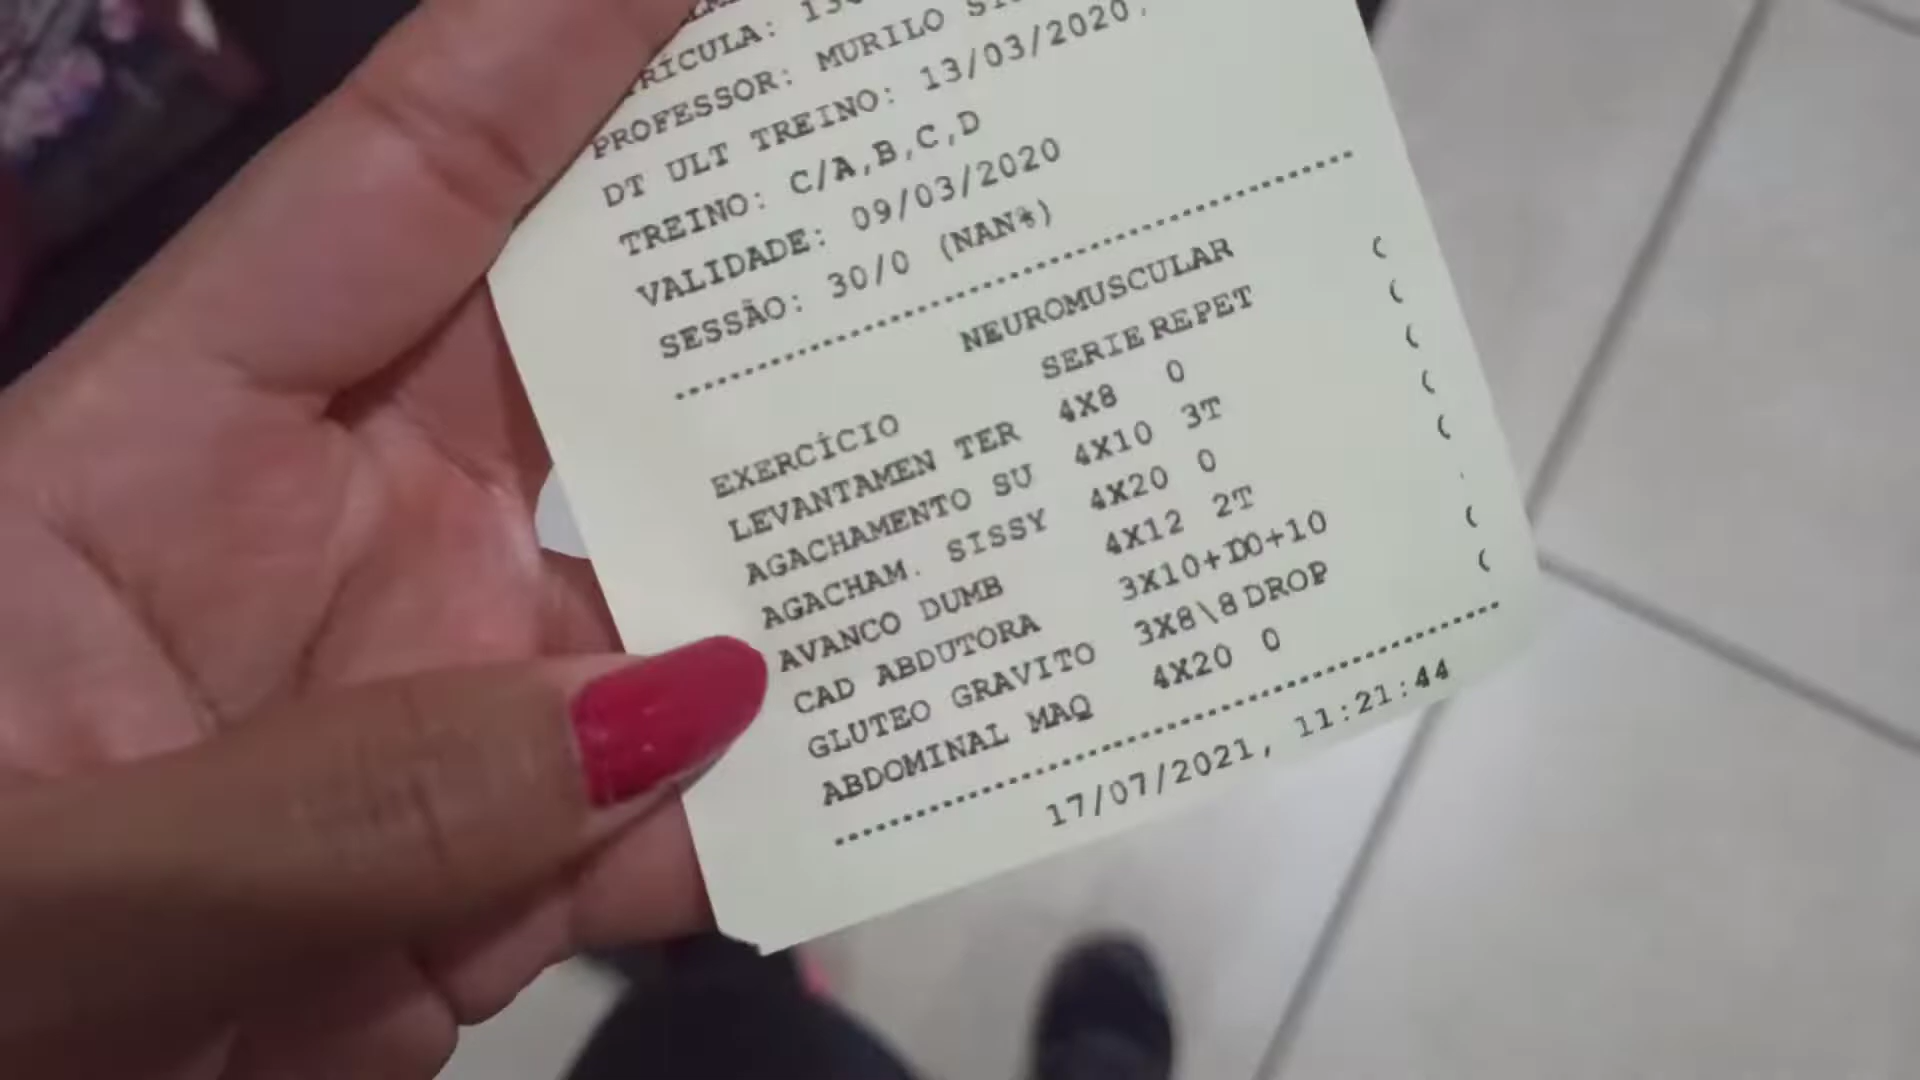 MURILO
PROFESSOR: MURILO
DT ULT TREINO: 13/03/2020,
TREINO: C/A,B,C,D
VALIDADE: 09/03/2020
SESSÃO: 30/0 (NAN%)
NEUROMUSCULAR
EXERCÍCIO SERIE REPET
LEVANTAMEN TER 4X8 0 (
AGACHAMENTO SU 4X10 3T (
AGACHAM. SISSY 4X20 0 (
AVANCO DUMB 4X12 2T (
CAD ABDUTORA 3X10+DO+10
GLUTEO GRAVITO 3X8\8 DROP (
ABDOMINAL MAQ 4X20 0 (
17/07/2021, 11:21:44